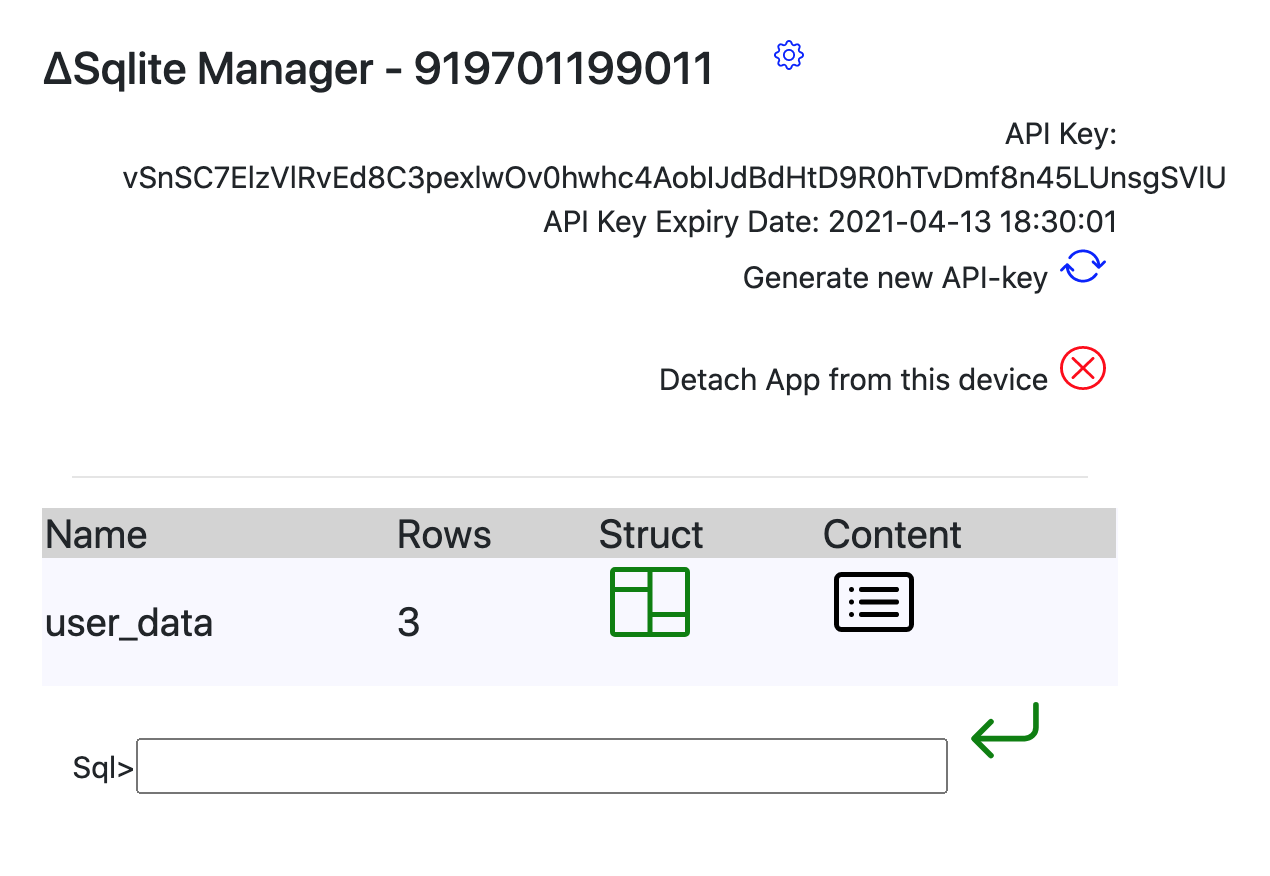 ΔSqlite Manager - 919701199011
API Key:
vSnSC7ElzVlRvEd8C3pexlwOv0hwhc4AobIJdBdHtD9R0hTvDmf8n45LUnsgSVlU
API Key Expiry Date: 2021-04-13 18:30:01
Generate new API-key
Detach App from this device
Name Rows Struct Content
user_data 3
Sql>